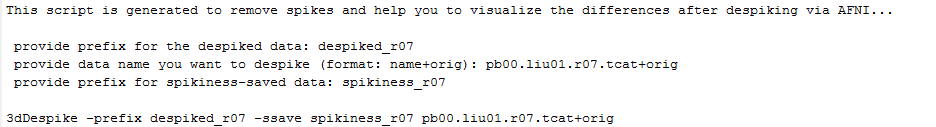 This script is generated to remove spikes and help you to visualize the differences after despiking via AFNI...
provide prefix for the despiked data: despiked_r07
provide data name you want to despike (format: name+orig): pb00.liu01.r07.tcat+orig
provide prefix for spikiness-saved data: spikiness_r07
3dDespike -prefix despiked_r07 -ssave spikiness_r07 pb00.liu01.r07.tcat+orig